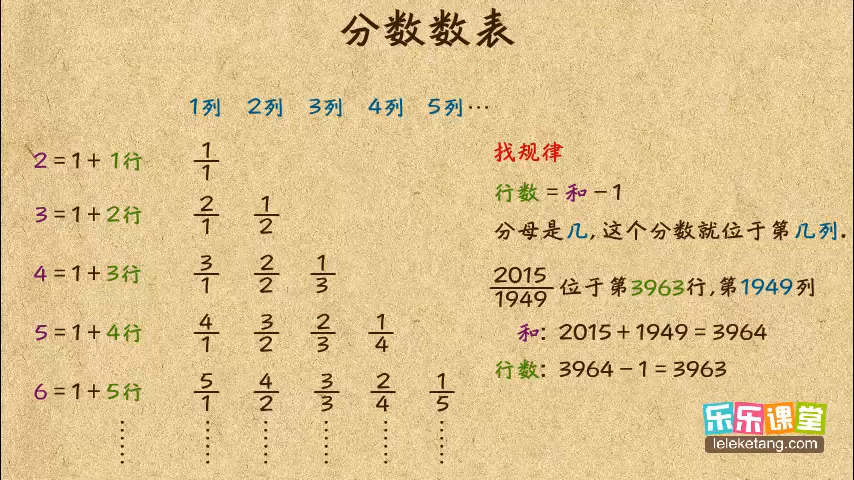 分数数表
1列 2列 3列 4列 5列…
2=1+1行 1/1
3=1+2行 2/1 1/2
4=1+3行 3/1 2/2 1/3
5=1+4行 4/1 3/2 2/3 1/4
6=1+5行 5/1 4/2 3/3 2/4 1/5
找规律
行数=和-1
分母是几,这个分数就位于第几列.
2015/1949 位于第3963行,第1949列
和: 2015+1949=3964
行数: 3964-1=3963
乐乐课堂
leleketang.com